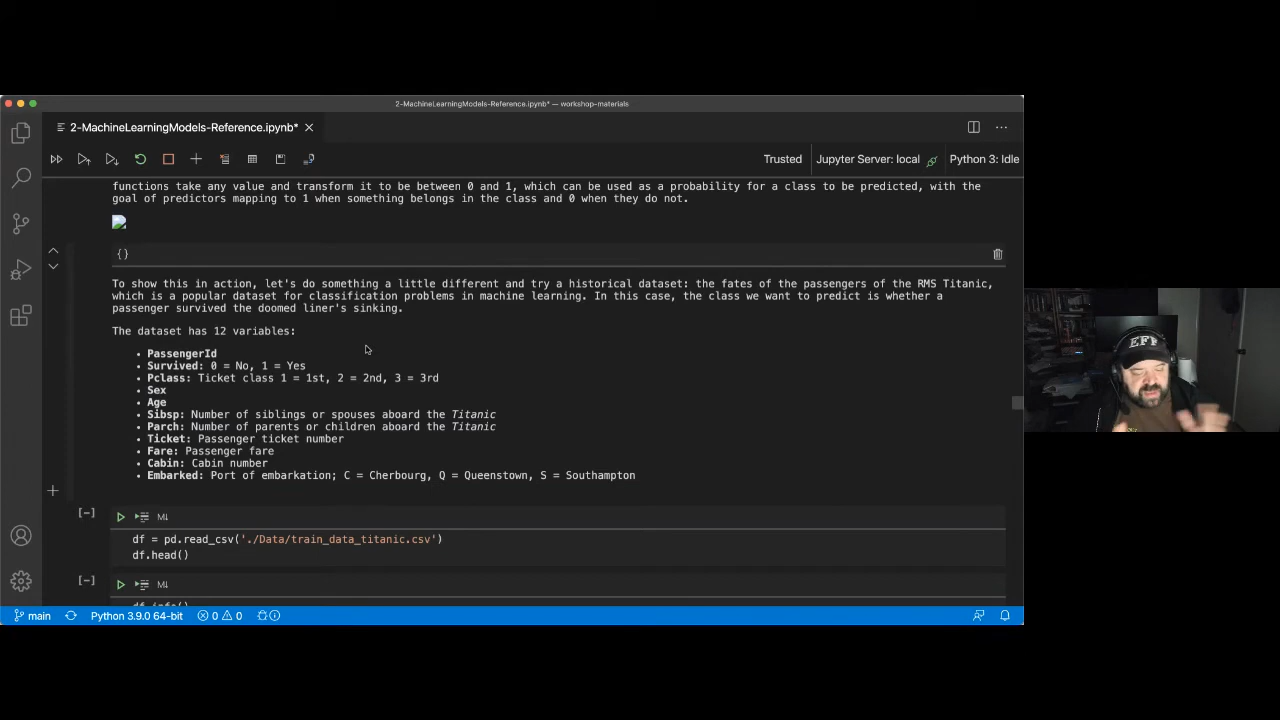 2-MachineLearningModels-Reference.ipynb* — workshop-materials
2-MachineLearningModels-Reference.ipynb*
Trusted
Jupyter Server: local
Python 3: Idle
functions take any value and transform it to be between 0 and 1, which can be used as a probability for a class to be predicted, with the
goal of predictors mapping to 1 when something belongs in the class and 0 when they do not.
{}
To show this in action, let's do something a little different and try a historical dataset: the fates of the passengers of the RMS Titanic,
which is a popular dataset for classification problems in machine learning. In this case, the class we want to predict is whether a
passenger survived the doomed liner's sinking.
The dataset has 12 variables:
• PassengerId
• Survived: 0 = No, 1 = Yes
• Pclass: Ticket class 1 = 1st, 2 = 2nd, 3 = 3rd
• Sex
• Age
• Sibsp: Number of siblings or spouses aboard the Titanic
• Parch: Number of parents or children aboard the Titanic
• Ticket: Passenger ticket number
• Fare: Passenger fare
• Cabin: Cabin number
• Embarked: Port of embarkation; C = Cherbourg, Q = Queenstown, S = Southampton
[-]
M↓
df = pd.read_csv('./Data/train_data_titanic.csv')
df.head()
[-]
M↓
df.info()
main
Python 3.9.0 64-bit
0
0
EFF